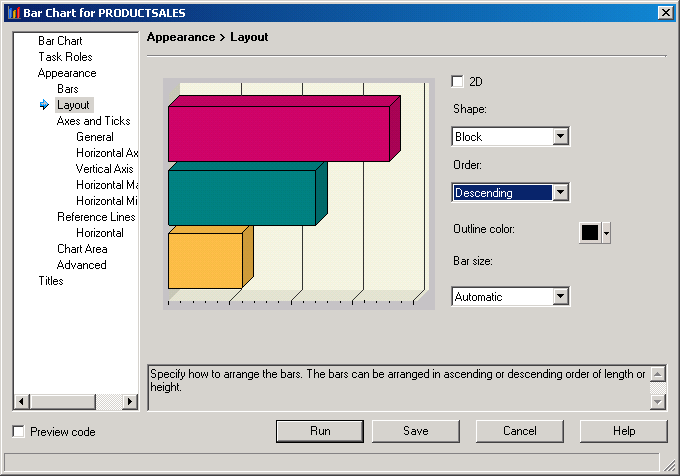 Bar Chart for PRODUCTSALES
Bar Chart
Task Roles
Appearance
Bars
Layout
Axes and Ticks
General
Horizontal Ax
Vertical Axis
Horizontal Ma
Horizontal Mi
Reference Lines
Horizontal
Chart Area
Advanced
Titles
Appearance > Layout
2D
Shape:
Block
Order:
Descending
Outline color:
Bar size:
Automatic
Specify how to arrange the bars. The bars can be arranged in ascending or descending order of length or
height.
Preview code
Run
Save
Cancel
Help